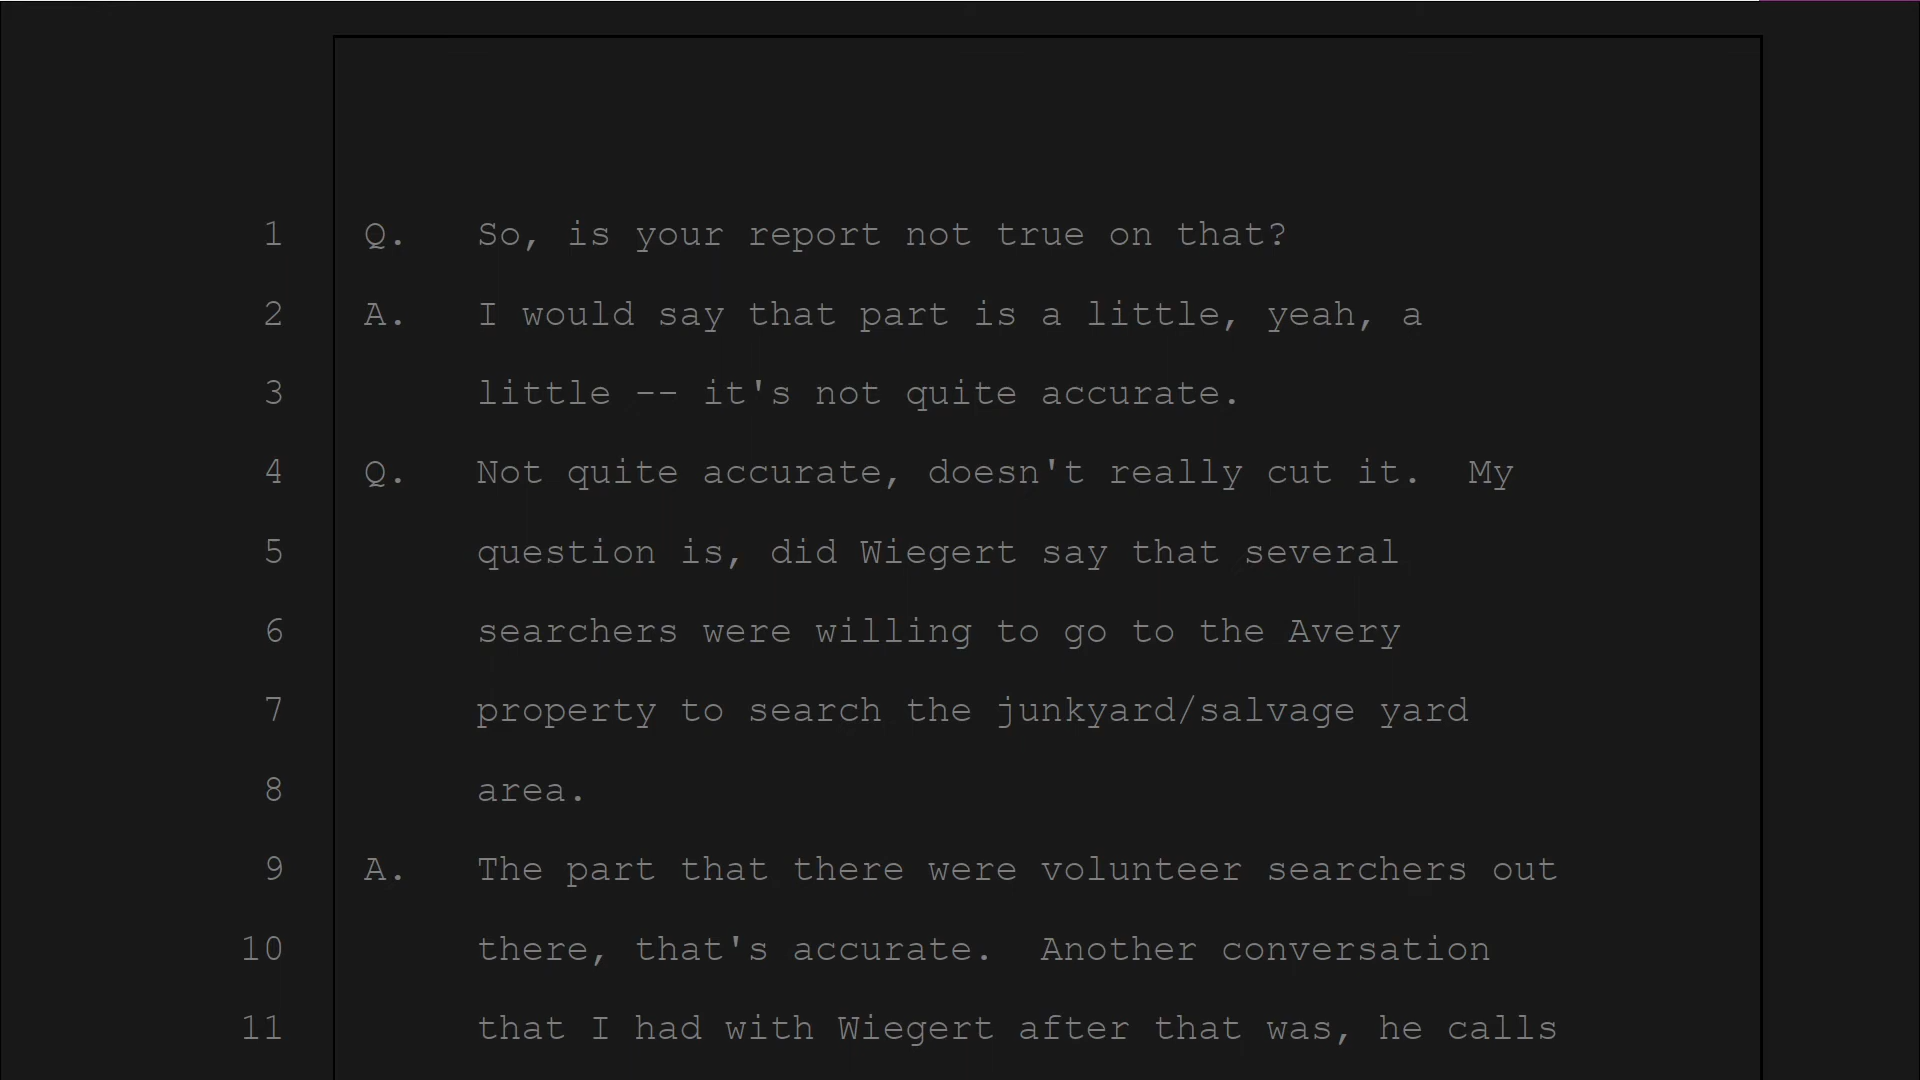 1 Q. So, is your report not true on that?
2 A. I would say that part is a little, yeah, a
3 little -- it's not quite accurate.
4 Q. Not quite accurate, doesn't really cut it.  My
5 question is, did Wiegert say that several
6 searchers were willing to go to the Avery
7 property to search the junkyard/salvage yard
8 area.
9 A. The part that there were volunteer searchers out
10 there, that's accurate.  Another conversation
11 that I had with Wiegert after that was, he calls